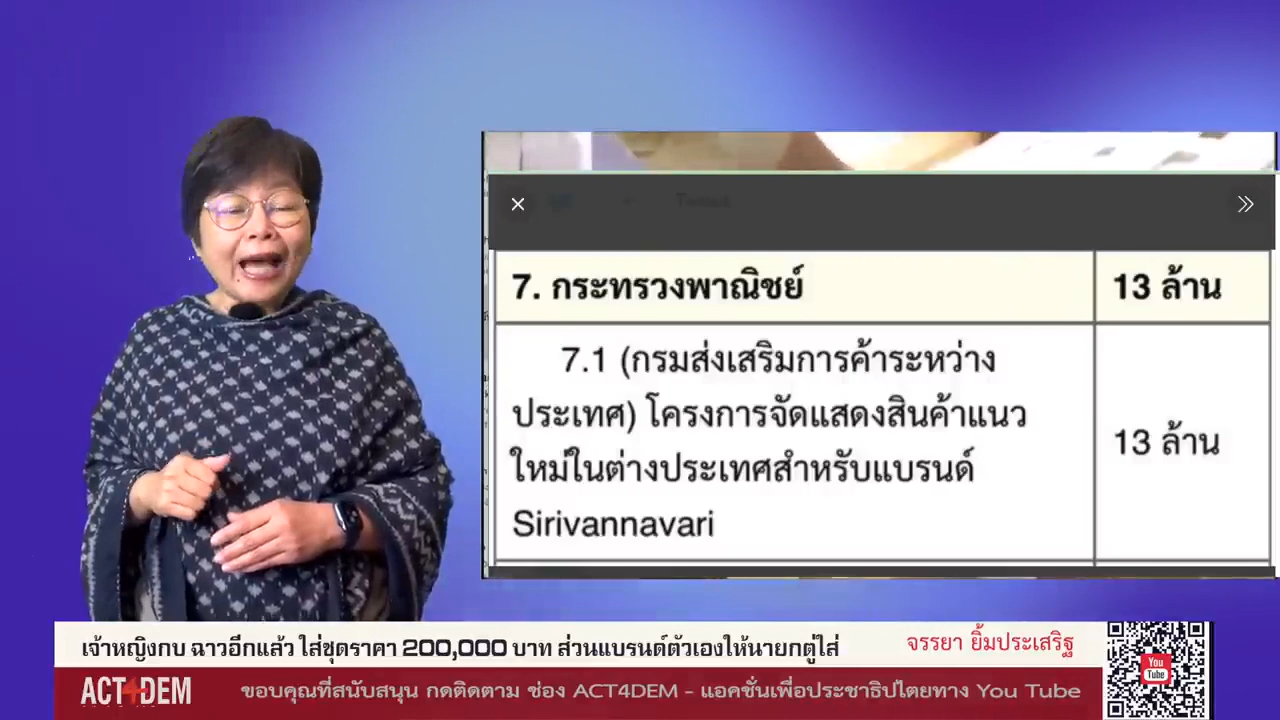 7. กระทรวงพาณิชย์
13 ล้าน
7.1 (กรมส่งเสริมการค้าระหว่าง
ประเทศ) โครงการจัดแสดงสินค้าแนว
ใหม่ในต่างประเทศสำหรับแบรนด์
Sirivannavari
13 ล้าน
เจ้าหญิงกบ ฉาวอีกแล้ว ใส่ชุดราคา 200,000 บาท ส่วนแบรนด์ตัวเองให้นายกตู่ใส่
จรรยา ยิ้มประเสริฐ
ACT4DEM
ขอบคุณที่สนับสนุน กดติดตาม ช่อง ACT4DEM - แอคชั่นเพื่อประชาธิปไตยทาง You Tube
You
Tube